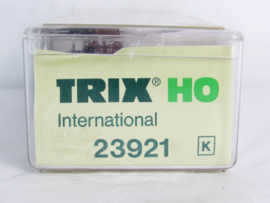 TRIX® HO
International
23921 K